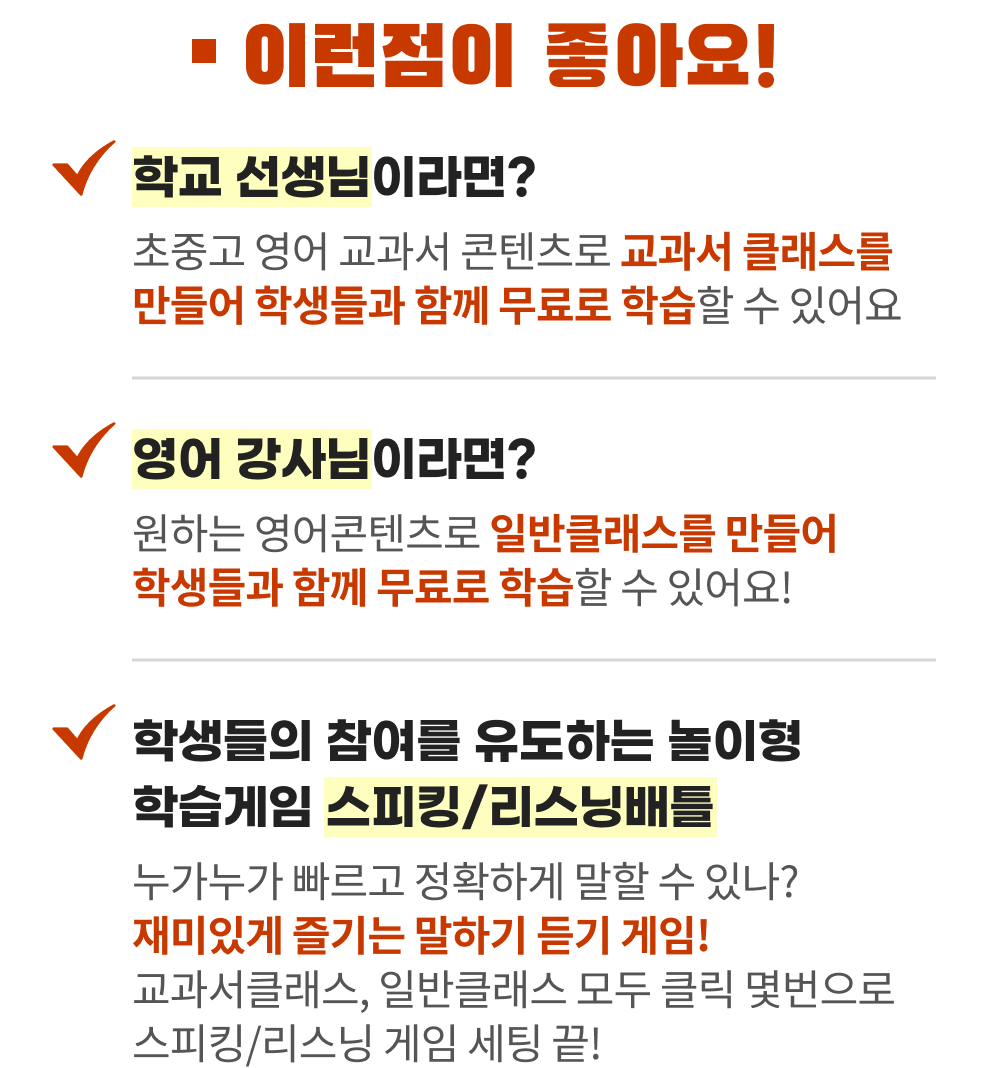 이런점이 좋아요!
학교 선생님이라면?
초중고 영어 교과서 콘텐츠로 교과서 클래스를
만들어 학생들과 함께 무료로 학습할 수 있어요
영어 강사님이라면?
원하는 영어콘텐츠로 일반클래스를 만들어
학생들과 함께 무료로 학습할 수 있어요!
학생들의 참여를 유도하는 놀이형
학습게임 스피킹/리스닝배틀
누가누가 빠르고 정확하게 말할 수 있나?
재미있게 즐기는 말하기 듣기 게임!
교과서클래스, 일반클래스 모두 클릭 몇번으로
스피킹/리스닝 게임 세팅 끝!